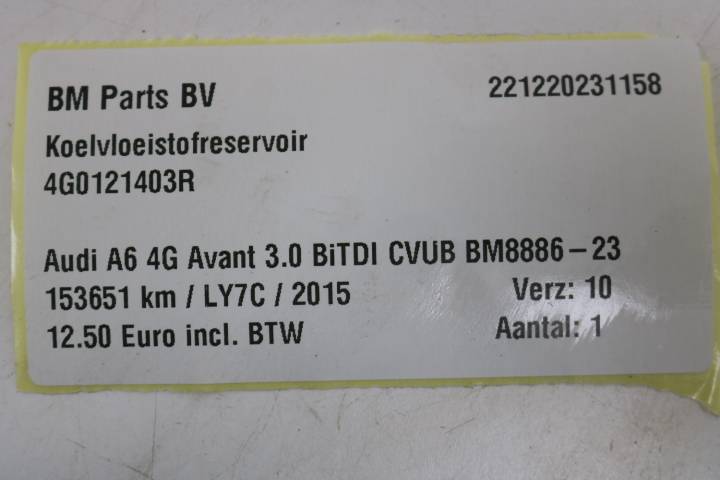 BM Parts BV 221220231158
Koelvloeistofreservoir
4G0121403R
Audi A6 4G Avant 3.0 BiTDI CVUB BM8886-23
153651 km / LY7C / 2015 Verz: 10
12.50 Euro incl. BTW Aantal: 1